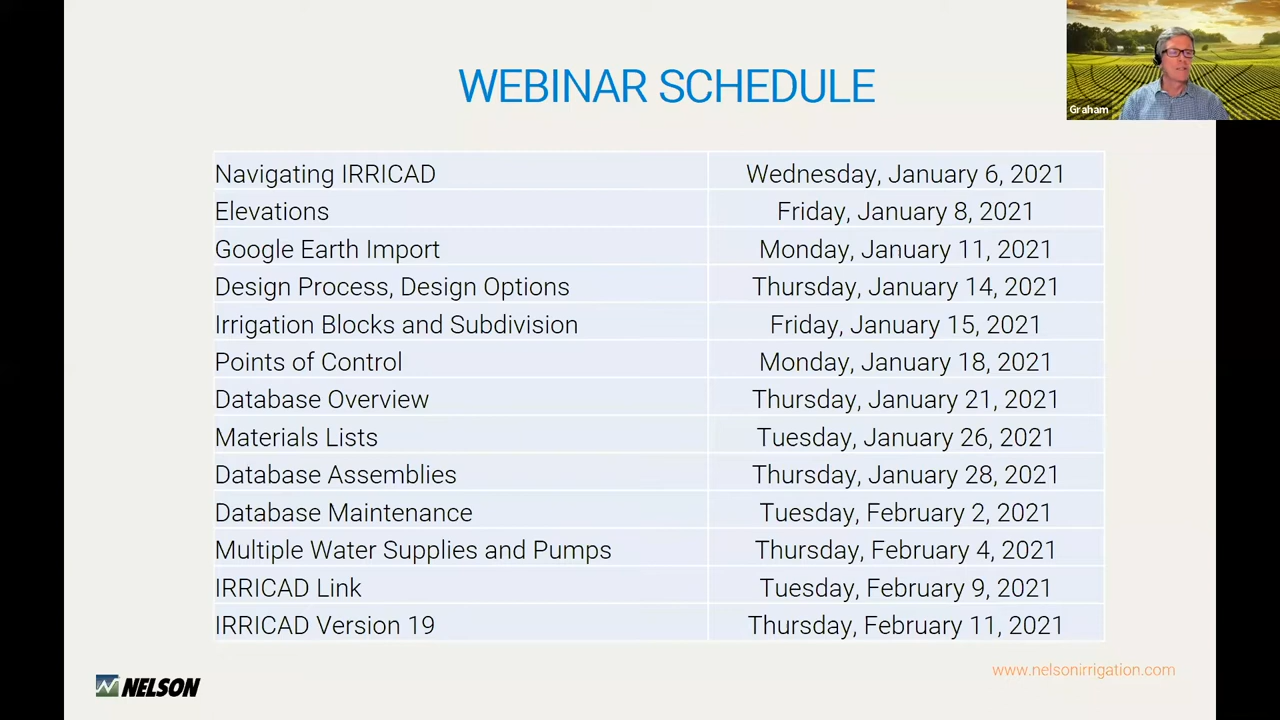 WEBINAR SCHEDULE
Graham
Navigating IRRICAD Wednesday, January 6, 2021
Elevations Friday, January 8, 2021
Google Earth Import Monday, January 11, 2021
Design Process, Design Options Thursday, January 14, 2021
Irrigation Blocks and Subdivision Friday, January 15, 2021
Points of Control Monday, January 18, 2021
Database Overview Thursday, January 21, 2021
Materials Lists Tuesday, January 26, 2021
Database Assemblies Thursday, January 28, 2021
Database Maintenance Tuesday, February 2, 2021
Multiple Water Supplies and Pumps Thursday, February 4, 2021
IRRICAD Link Tuesday, February 9, 2021
IRRICAD Version 19 Thursday, February 11, 2021
NELSON
www.nelsonirrigation.com